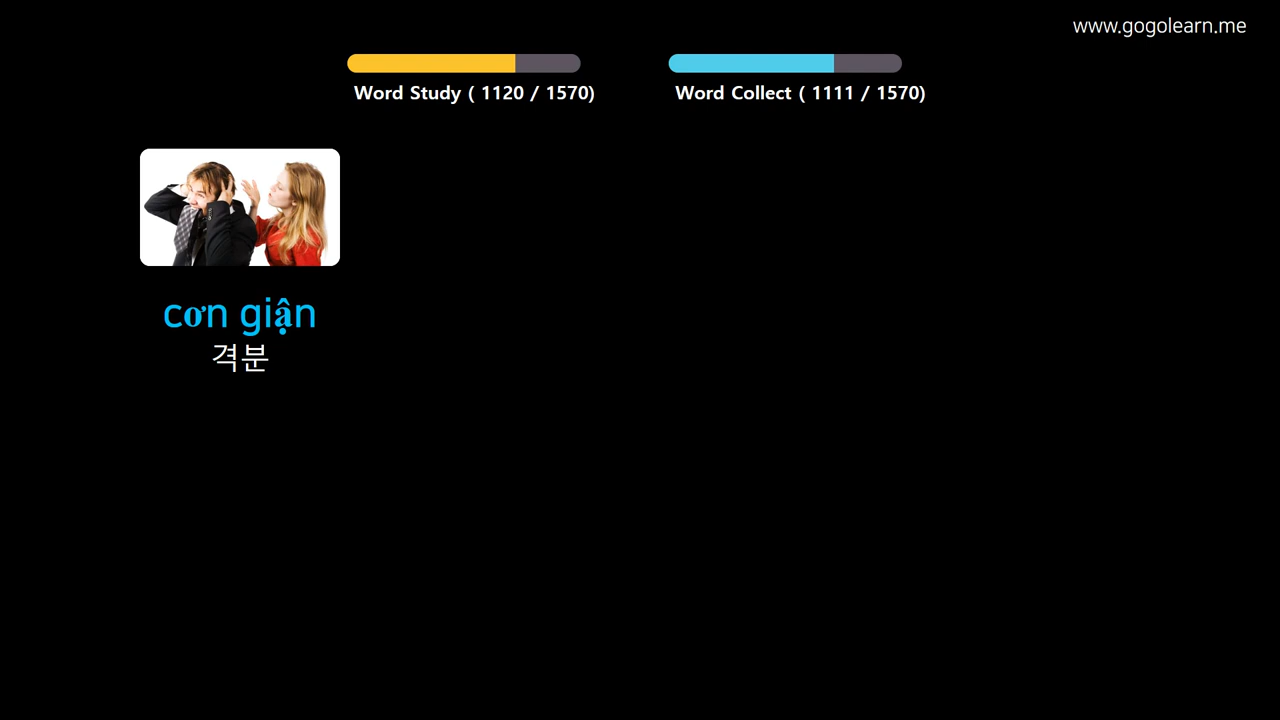 www.gogolearn.me
Word Study ( 1120 / 1570)
Word Collect ( 1111 / 1570)
cơn giận
격분